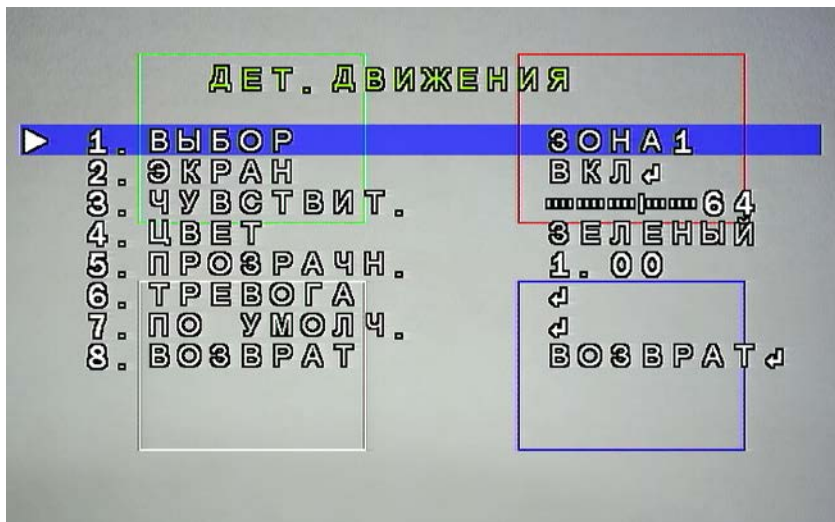 ДЕТ. ДВИЖЕНИЯ
1. ВЫБОР ЗОНА1
2. ЭКРАН ВКЛ↲
3. ЧУВСТВИТ. 64
4. ЦВЕТ ЗЕЛЕНЫЙ
5. ПРОЗРАЧН. 1.00
6. ТРЕВОГА ↲
7. ПО УМОЛЧ. ↲
8. ВОЗВРАТ ВОЗВРАТ↲